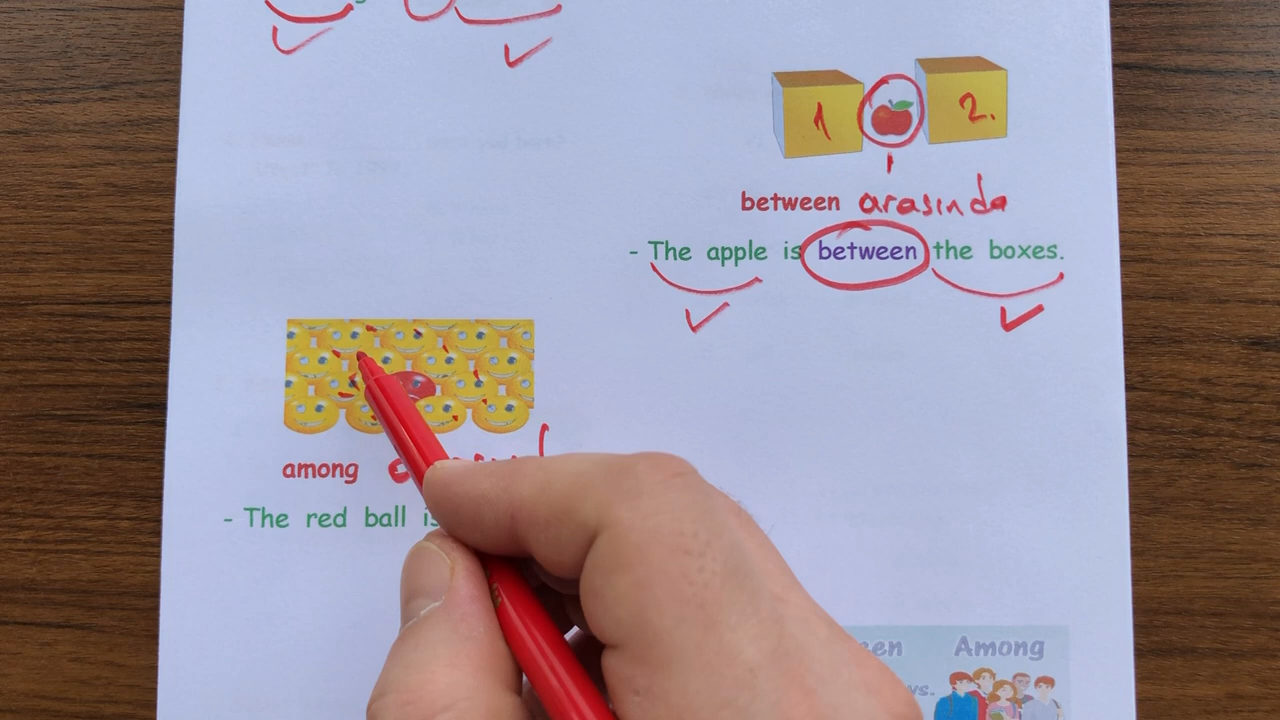 1 2.
between arasında
- The apple is between the boxes.
among
- The red ball is
Among